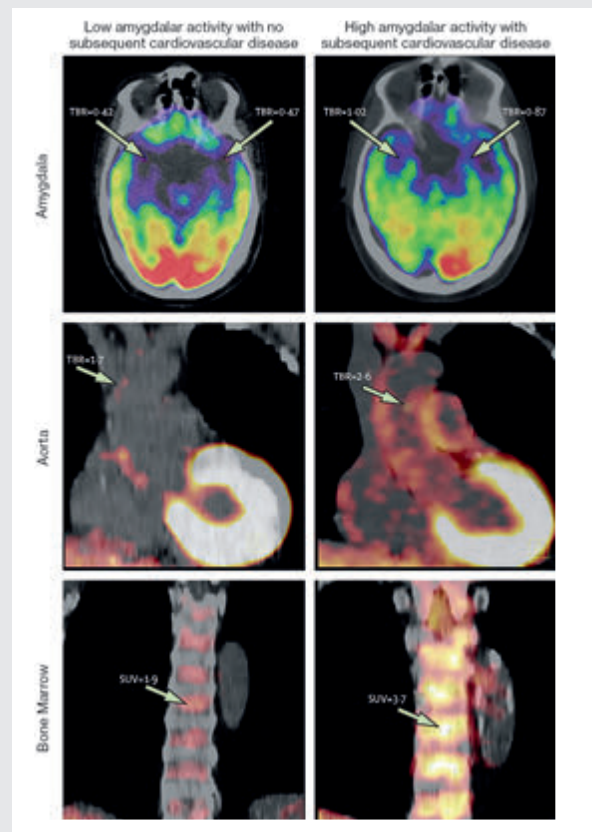 Low amygdalar activity with no
subsequent cardiovascular disease
High amygdalar activity with
subsequent cardiovascular disease
Amygdala
TBR=0·42
TBR=0·47
TBR=1·02
TBR=0·87
Aorta
TBR=1·7
TBR=2·6
Bone Marrow
SUV=1·9
SUV=3·7